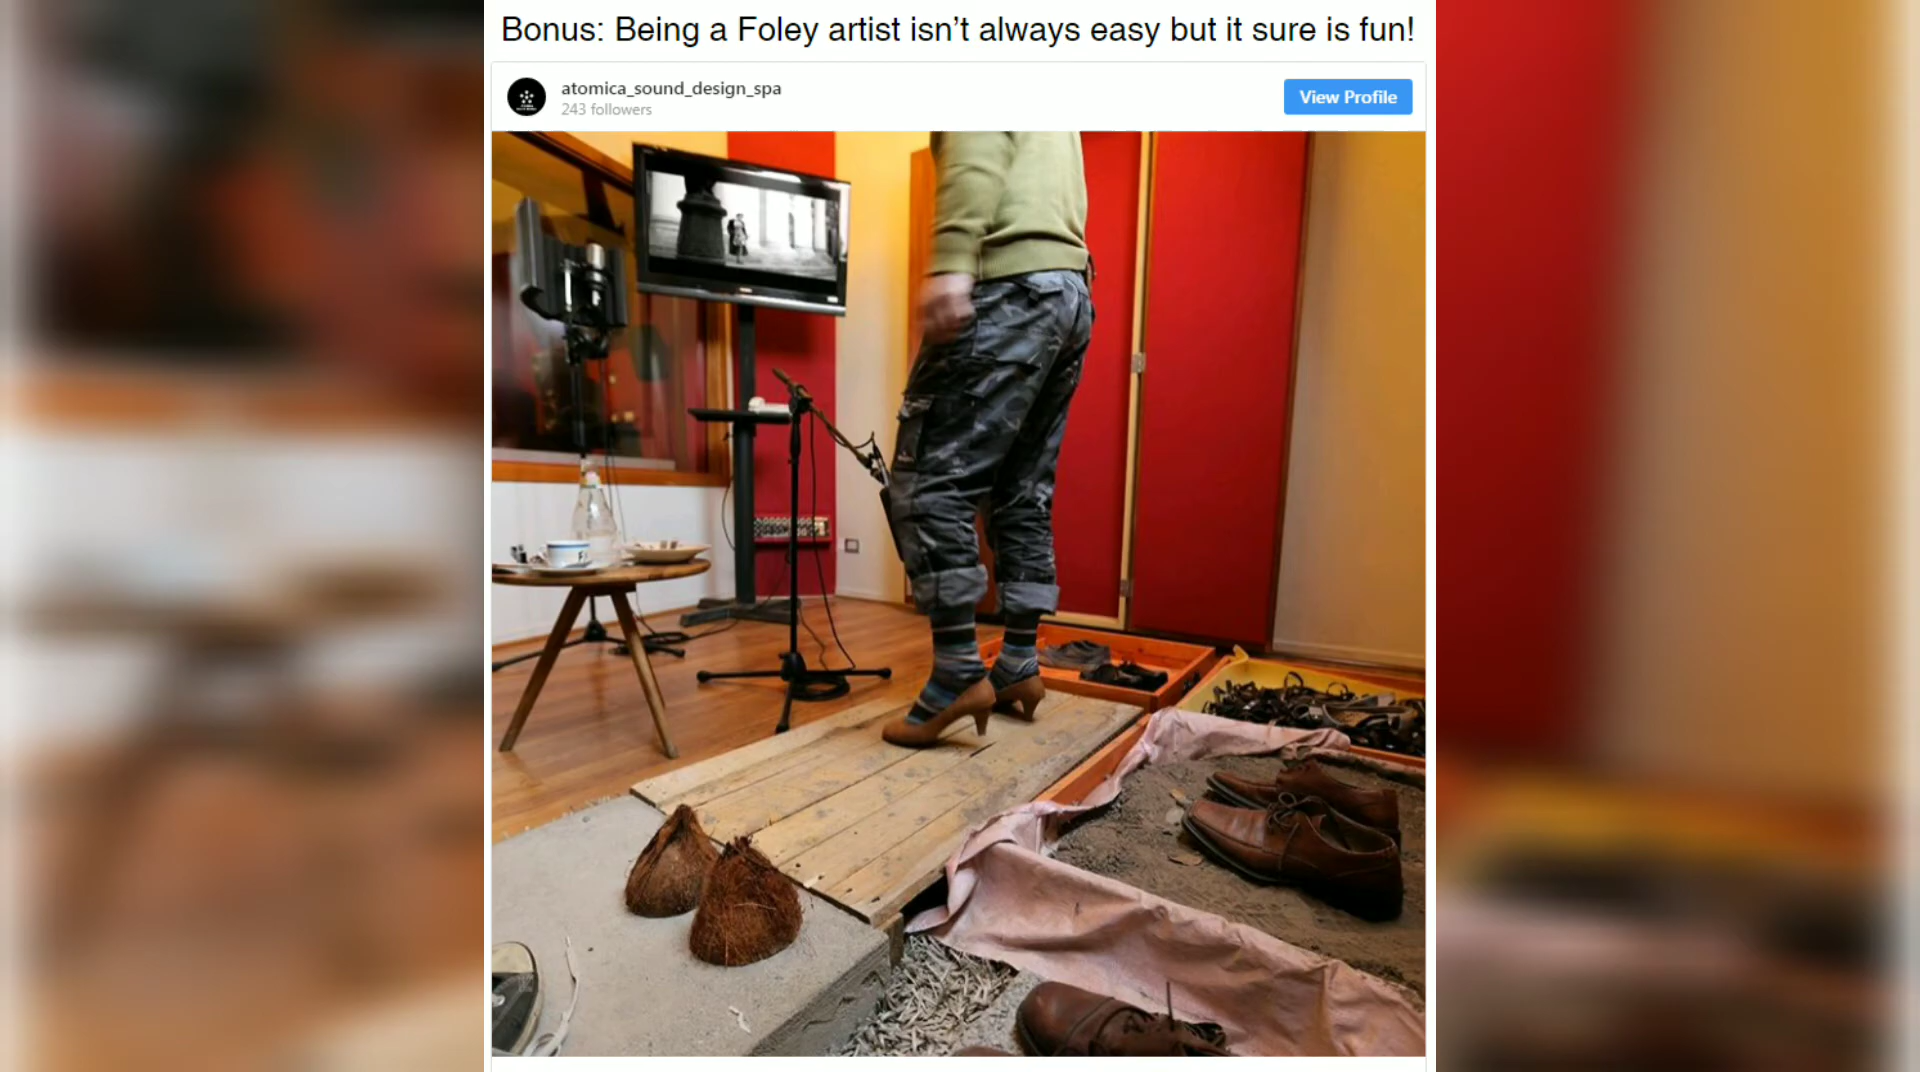 Bonus: Being a Foley artist isn’t always easy but it sure is fun!
atomica_sound_design_spa
243 followers
View Profile